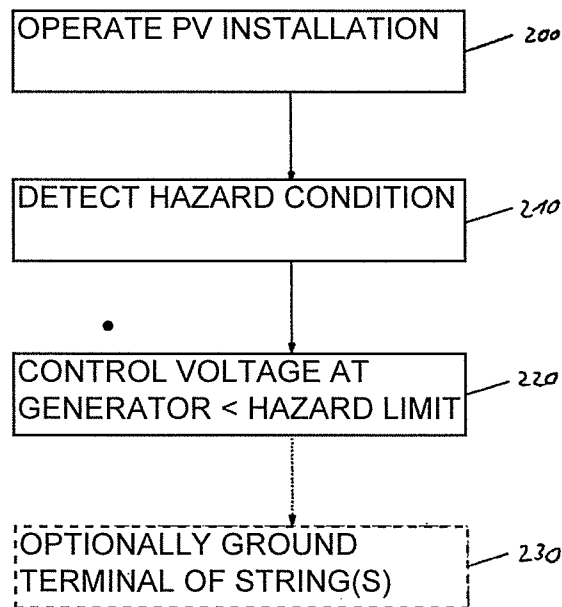 OPERATE PV INSTALLATION
200
DETECT HAZARD CONDITION
210
CONTROL VOLTAGE AT
GENERATOR < HAZARD LIMIT
220
OPTIONALLY GROUND
TERMINAL OF STRING(S)
230